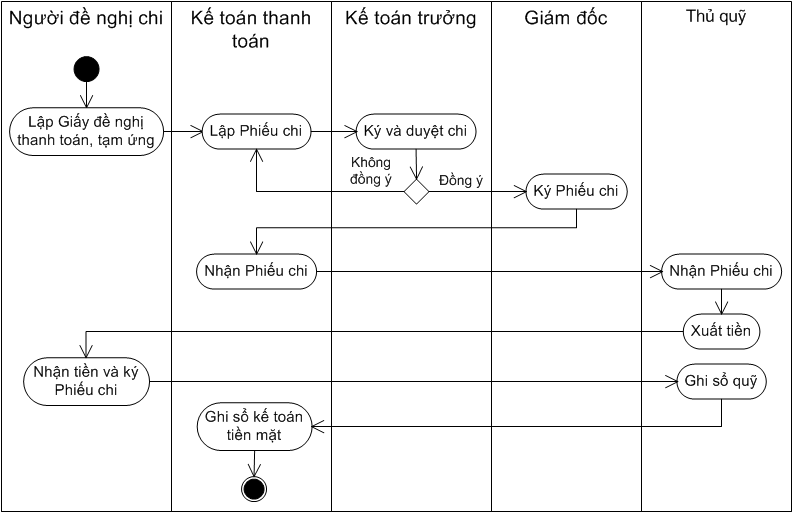 Người đề nghị chi
Kế toán thanh
toán
Kế toán trưởng
Giám đốc
Thủ quỹ
Lập Giấy đề nghị
thanh toán, tạm ứng
Lập Phiếu chi
Ký và duyệt chi
Không
đồng ý
Đồng ý
Ký Phiếu chi
Nhận Phiếu chi
Nhận Phiếu chi
Xuất tiền
Nhận tiền và ký
Phiếu chi
Ghi sổ quỹ
Ghi sổ kế toán
tiền mặt